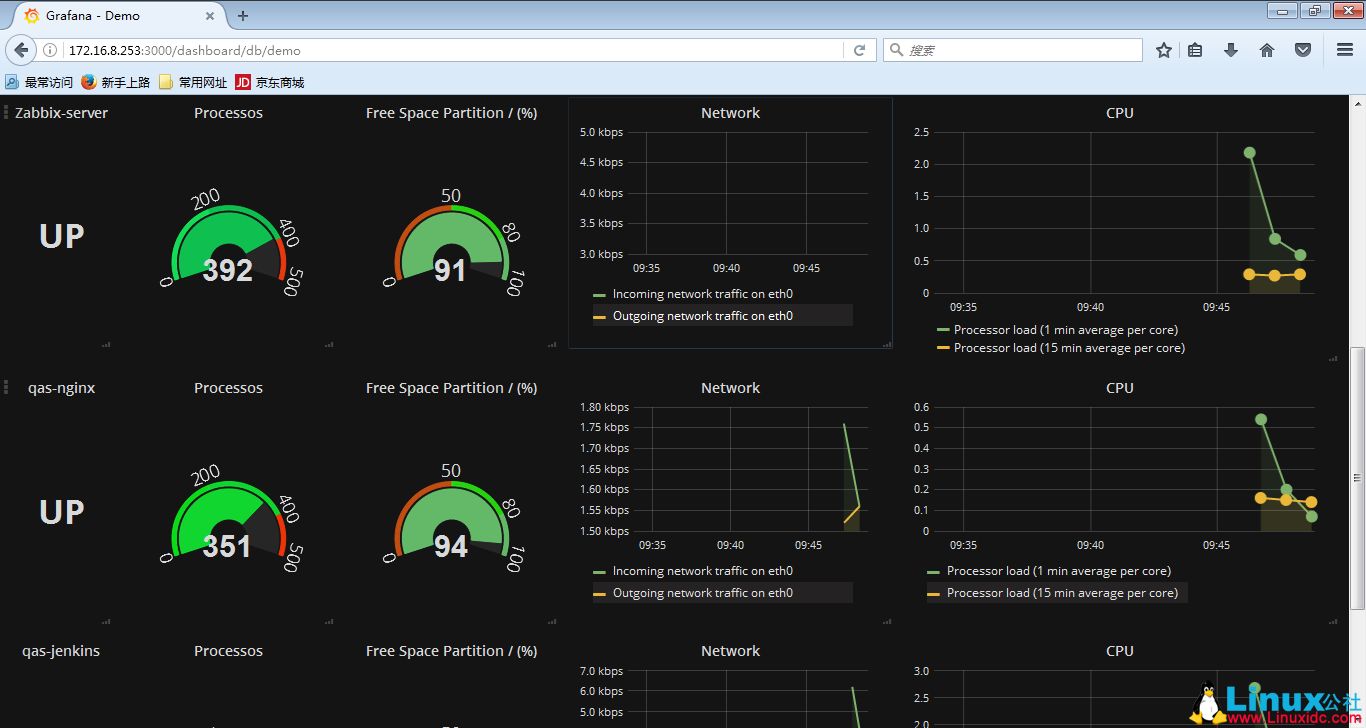 Grafana - Demo
172.16.8.253:3000/dashboard/db/demo
搜索
最常访问 新手上路 常用网址 JD 京东商城
Zabbix-server Processos Free Space Partition / (%) Network CPU
UP
0 200 400 500
392
0 50 80 100
91
5.0 kbps
4.5 kbps
4.0 kbps
3.5 kbps
3.0 kbps
09:35 09:40 09:45
Incoming network traffic on eth0
Outgoing network traffic on eth0
2.5
2.0
1.5
1.0
0.5
0
09:35 09:40 09:45
Processor load (1 min average per core)
Processor load (15 min average per core)
qas-nginx Processos Free Space Partition / (%) Network CPU
UP
0 200 400 500
351
0 50 80 100
94
1.80 kbps
1.75 kbps
1.70 kbps
1.65 kbps
1.60 kbps
1.55 kbps
1.50 kbps
09:35 09:40 09:45
Incoming network traffic on eth0
Outgoing network traffic on eth0
0.6
0.5
0.4
0.3
0.2
0.1
0
09:35 09:40 09:45
Processor load (1 min average per core)
Processor load (15 min average per core)
qas-jenkins Processos Free Space Partition / (%) Network CPU
7.0 kbps
6.0 kbps
5.0 kbps
3.0
2.5
2.0
Linux公社
www.Linuxidc.com